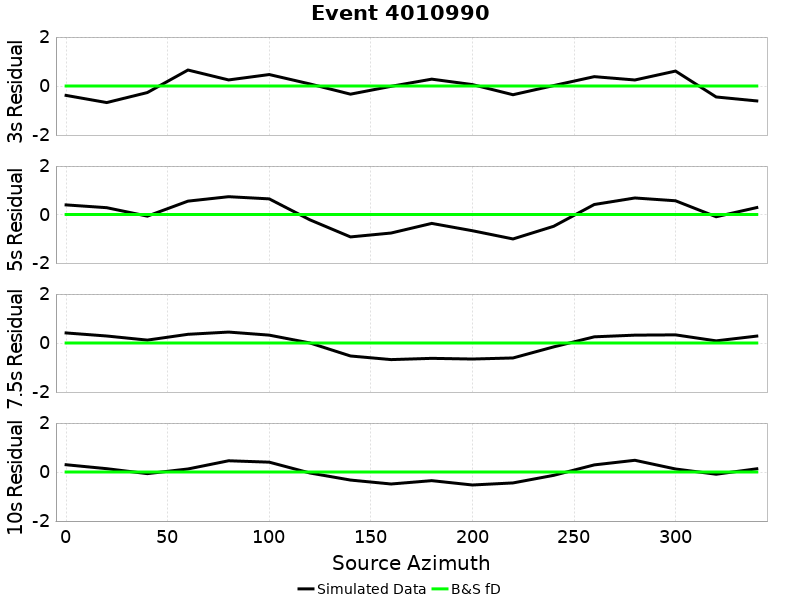 Event 4010990
2
0
-2
3s Residual
2
0
-2
5s Residual
2
0
-2
7.5s Residual
2
0
-2
10s Residual
0 50 100 150 200 250 300
Source Azimuth
Simulated Data B&S fD